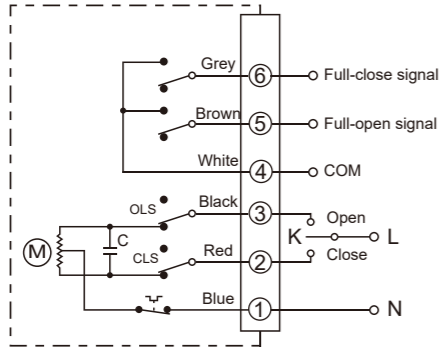 Grey 6 Full-close signal
Brown 5 Full-open signal
White 4 COM
OLS Black 3 Open
K L
M C CLS Red 2 Close
Blue 1 N